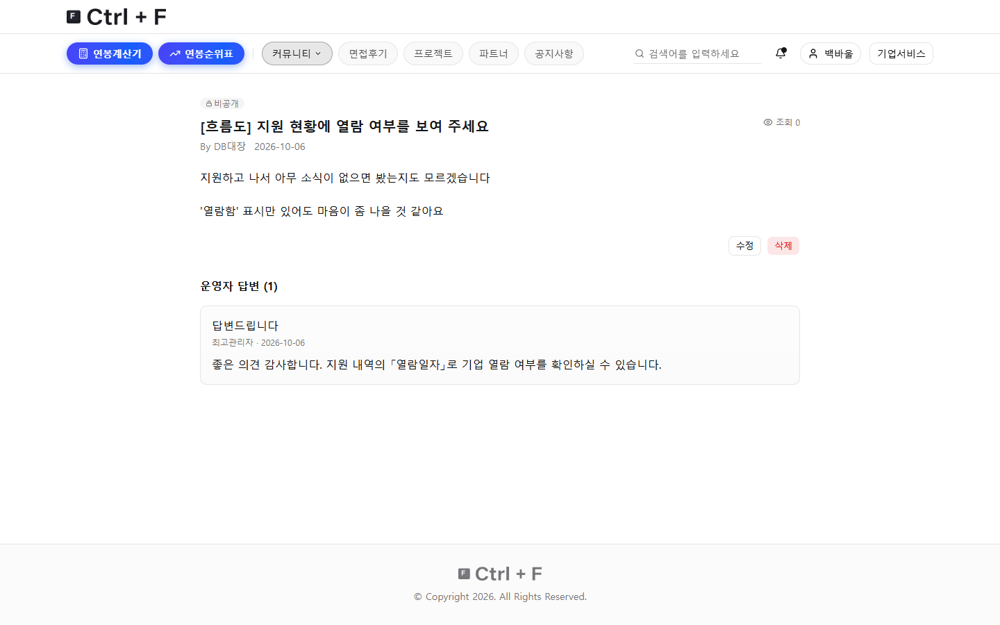 F Ctrl + F
연봉계산기 연봉순위표 커뮤니티 면접후기 프로젝트 파트너 공지사항 검색어를 입력하세요 백바울 기업서비스
비공개
[흐름도] 지원 현황에 열람 여부를 보여 주세요
조회 0
By DB대장 2026-10-06
지원하고 나서 아무 소식이 없으면 봤는지도 모르겠습니다
'열람함' 표시만 있어도 마음이 좀 나을 것 같아요
수정 삭제
운영자 답변 (1)
답변드립니다
최고관리자 · 2026-10-06
좋은 의견 감사합니다. 지원 내역의 「열람일자」로 기업 열람 여부를 확인하실 수 있습니다.
F Ctrl + F
© Copyright 2026. All Rights Reserved.